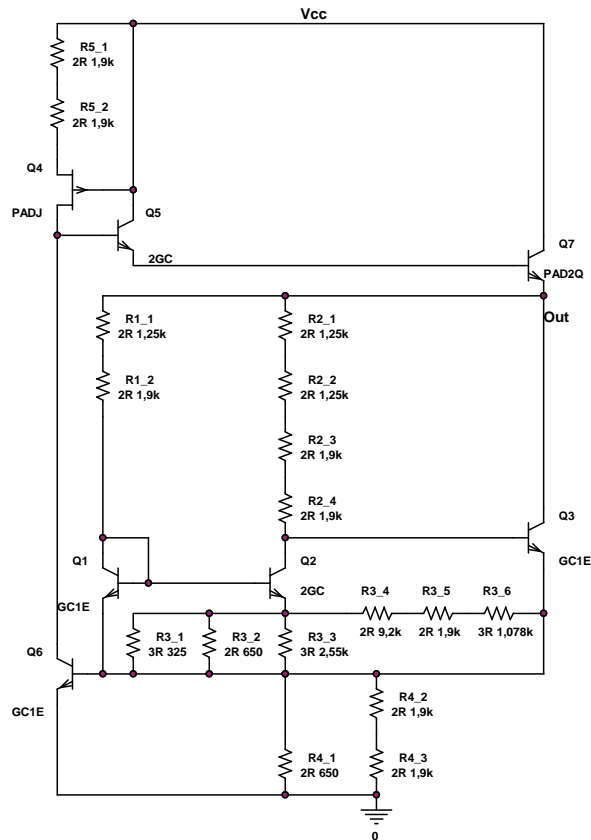 Vcc
R5_1
2R 1,9k
R5_2
2R 1,9k
Q4
PADJ
Q5
2GC
Q7
PAD2Q
Out
R1_1
2R 1,25k
R2_1
2R 1,25k
R1_2
2R 1,9k
R2_2
2R 1,25k
R2_3
2R 1,9k
R2_4
2R 1,9k
Q3
GC1E
Q1
GC1E
Q2
2GC
R3_4
2R 9,2k
R3_5
2R 1,9k
R3_6
3R 1,078k
R3_1
3R 325
R3_2
2R 650
R3_3
3R 2,55k
Q6
GC1E
R4_2
2R 1,9k
R4_1
2R 650
R4_3
2R 1,9k
0